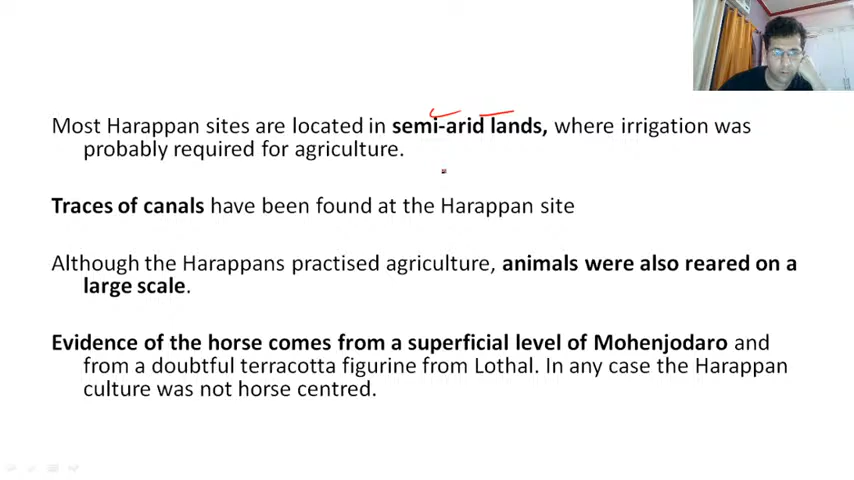 Most Harappan sites are located in semi-arid lands, where irrigation was
probably required for agriculture.
Traces of canals have been found at the Harappan site
Although the Harappans practised agriculture, animals were also reared on a
large scale.
Evidence of the horse comes from a superficial level of Mohenjodaro and
from a doubtful terracotta figurine from Lothal. In any case the Harappan
culture was not horse centred.